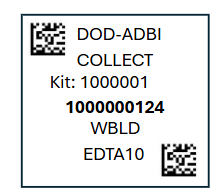 DOD-ADBI
COLLECT
Kit: 1000001
1000000124
WBLD
EDTA10